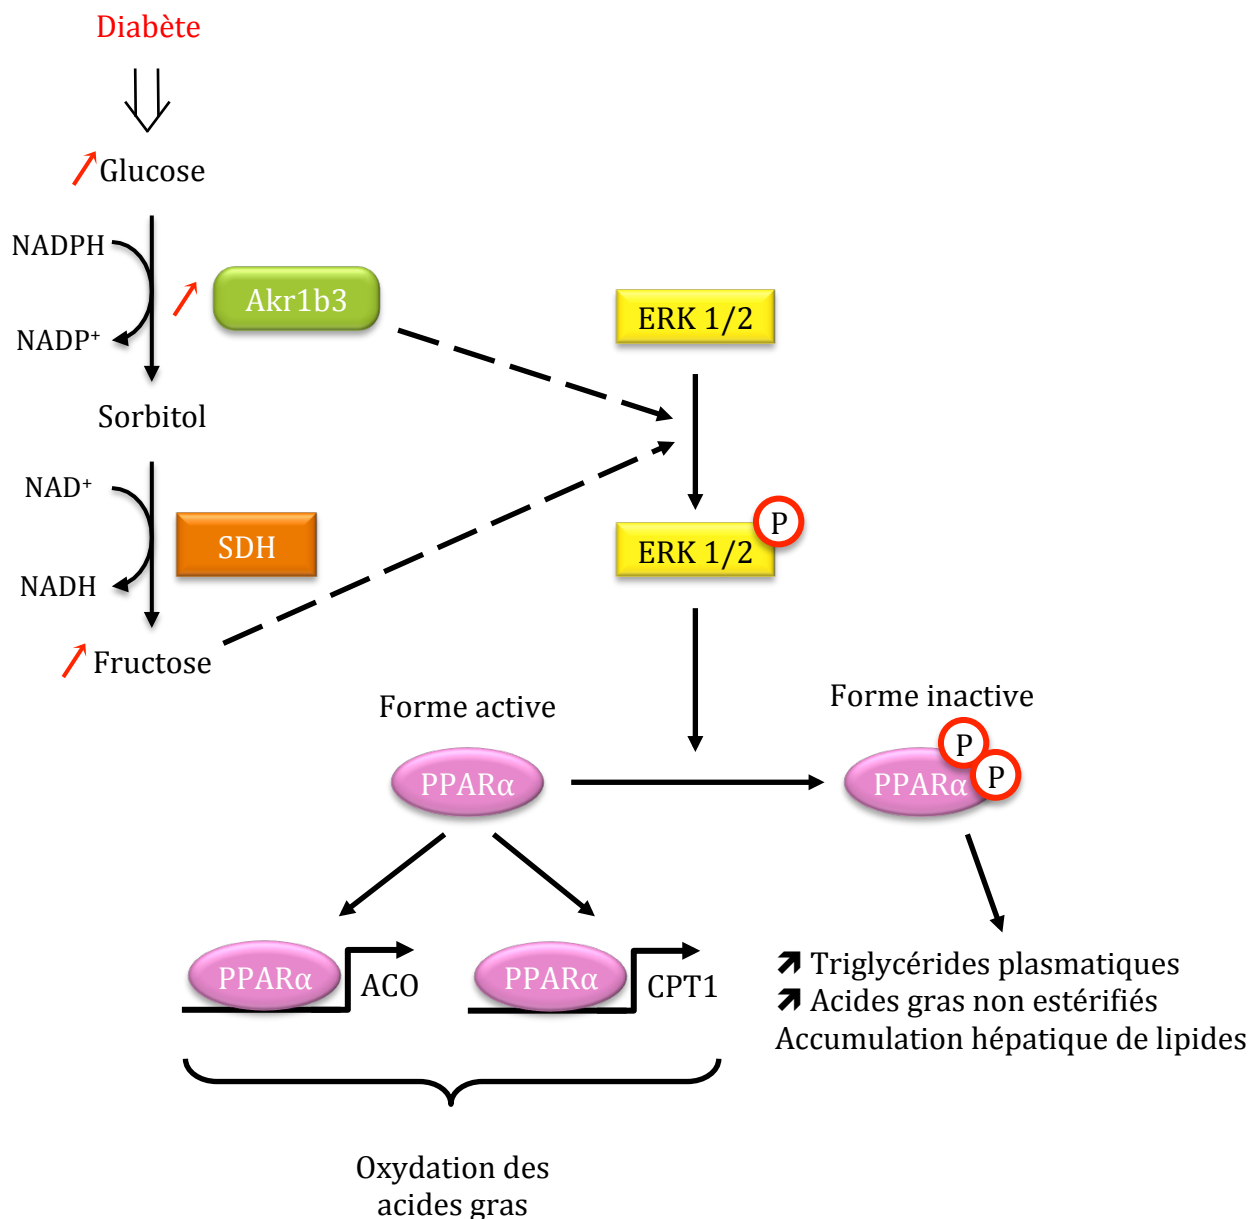 Diabète
Glucose
NADPH
Akr1b3
ERK 1/2
NADP⁺
Sorbitol
NAD⁺
SDH
ERK 1/2
P
NADH
Fructose
Forme active
Forme inactive
PPARα
PPARα
P
P
PPARα
ACO
PPARα
CPT1
↗ Triglycérides plasmatiques
↗ Acides gras non estérifiés
Accumulation hépatique de lipides
Oxydation des
acides gras